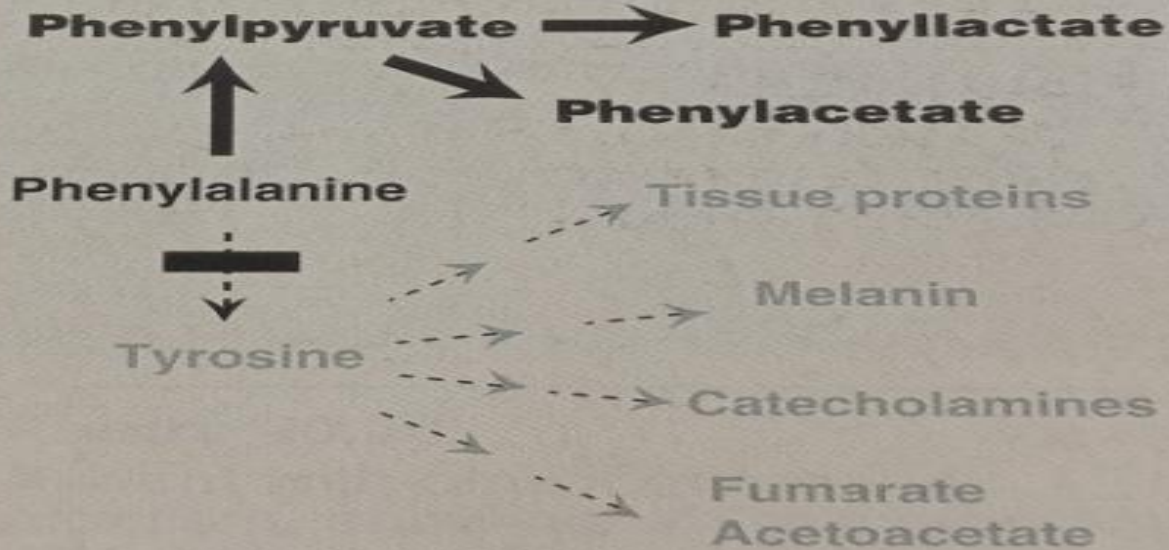 Phenylpyruvate Phenyllactate
Phenylacetate
Phenylalanine
Tissue proteins
Melanin
Tyrosine
Catecholamines
Fumarate
Acetoacetate